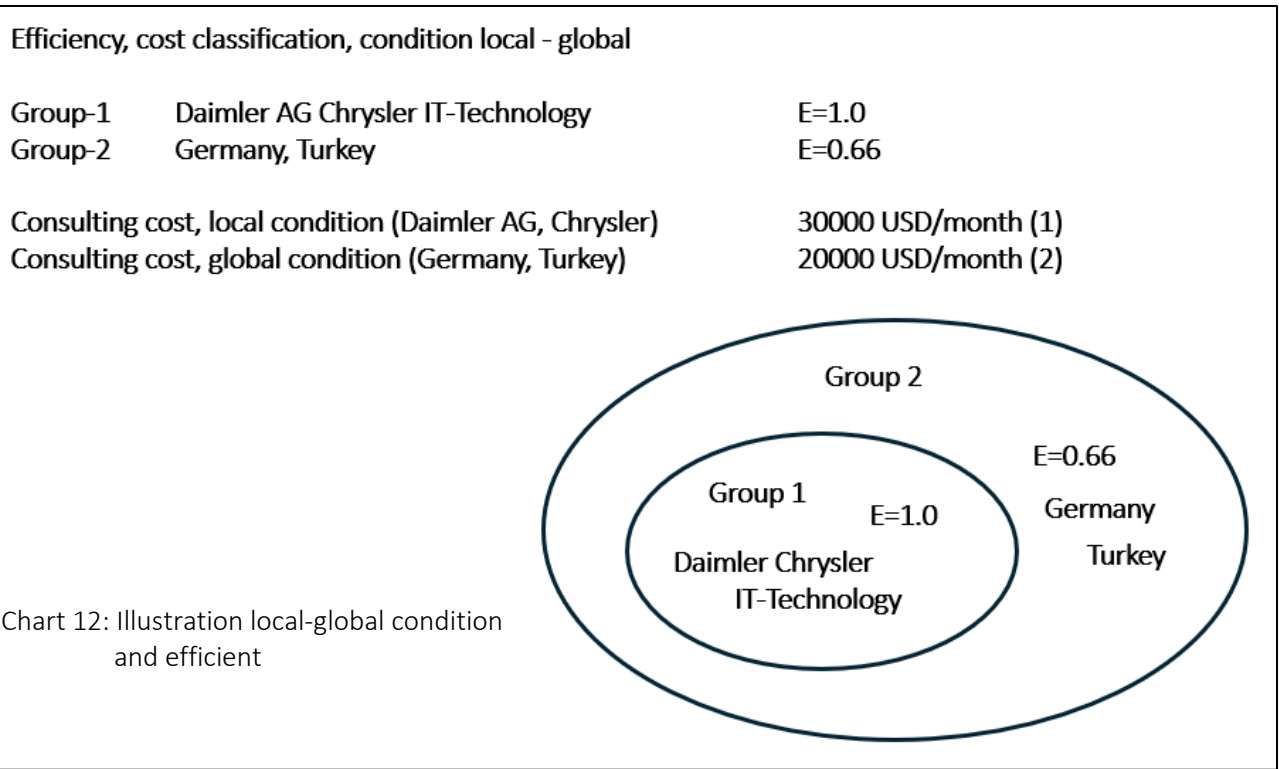 Efficiency, cost classification, condition local - global
Group-1 Daimler AG Chrysler IT-Technology E=1.0
Group-2 Germany, Turkey E=0.66
Consulting cost, local condition (Daimler AG, Chrysler) 30000 USD/month (1)
Consulting cost, global condition (Germany, Turkey) 20000 USD/month (2)
Group 2
E=0.66
Germany
Turkey
Group 1
E=1.0
Daimler Chrysler
IT-Technology
Chart 12: Illustration local-global condition
and efficient